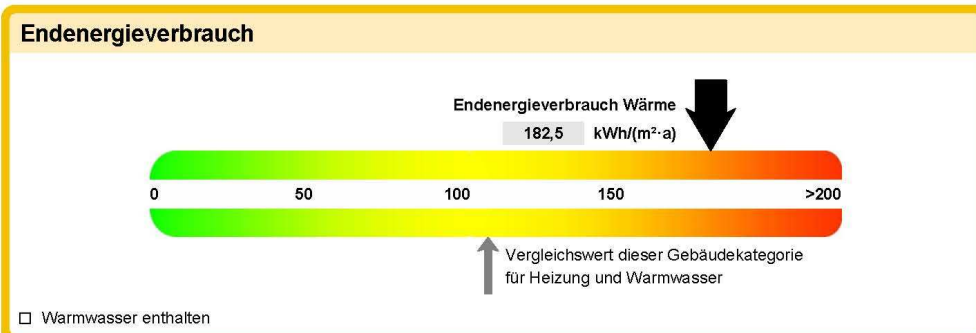 Endenergieverbrauch
Endenergieverbrauch Wärme
182,5 kWh/(m²·a)
0 50 100 150 >200
Vergleichswert dieser Gebäudekategorie
für Heizung und Warmwasser
☐ Warmwasser enthalten